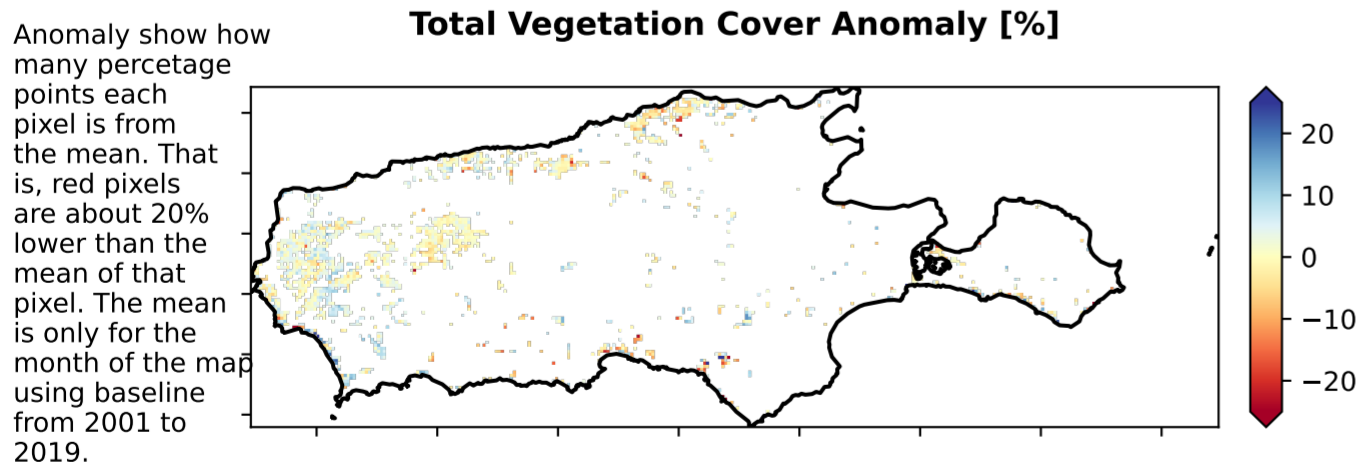 Total Vegetation Cover Anomaly [%]
Anomaly show how
many percetage
points each
pixel is from
the mean. That
is, red pixels
are about 20%
lower than the
mean of that
pixel. The mean
is only for the
month of the map
using baseline
from 2001 to
2019.
20
10
0
−10
−20